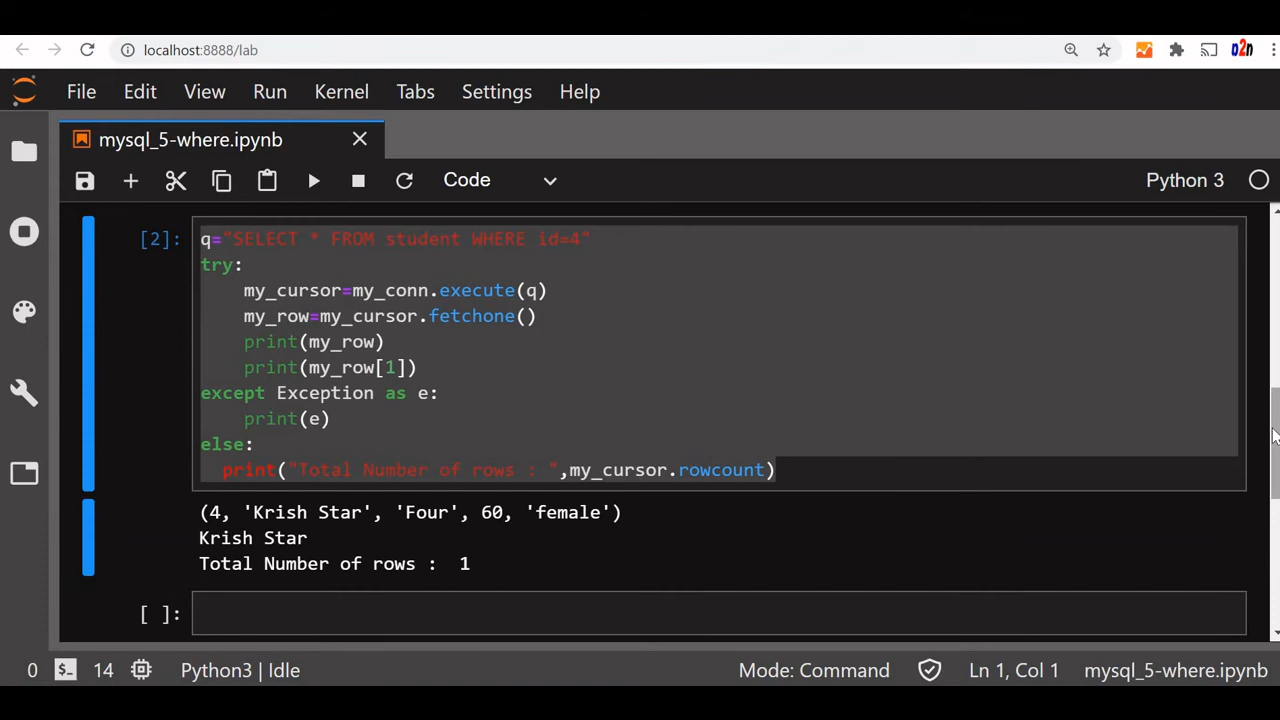 localhost:8888/lab
o2n
File Edit View Run Kernel Tabs Settings Help
mysql_5-where.ipynb
Code
Python 3
[2]:
q="SELECT * FROM student WHERE id=4"
try:
    my_cursor=my_conn.execute(q)
    my_row=my_cursor.fetchone()
    print(my_row)
    print(my_row[1])
except Exception as e:
    print(e)
else:
  print("Total Number of rows : ",my_cursor.rowcount)
(4, 'Krish Star', 'Four', 60, 'female')
Krish Star
Total Number of rows :  1
[ ]:
0 14 Python3 | Idle Mode: Command Ln 1, Col 1 mysql_5-where.ipynb